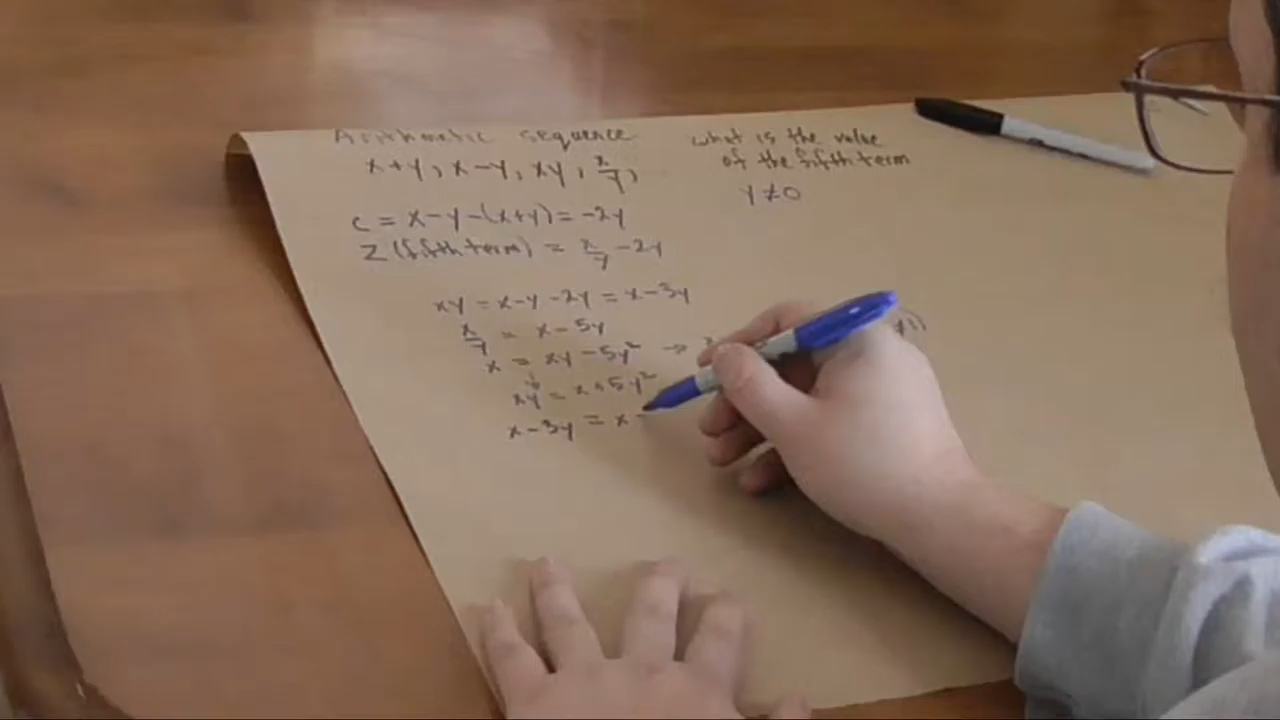 Arithmetic sequence
x+y, x-y, xy, x/y,
what is the value
of the fifth term
y≠0
c = x-y-(x+y) = -2y
Z (fifth term) = x/y -2y
xy = x-y-2y = x-3y
x/y = x-5y
x = xy-5y² →
xy = x+5y²
x-3y = x